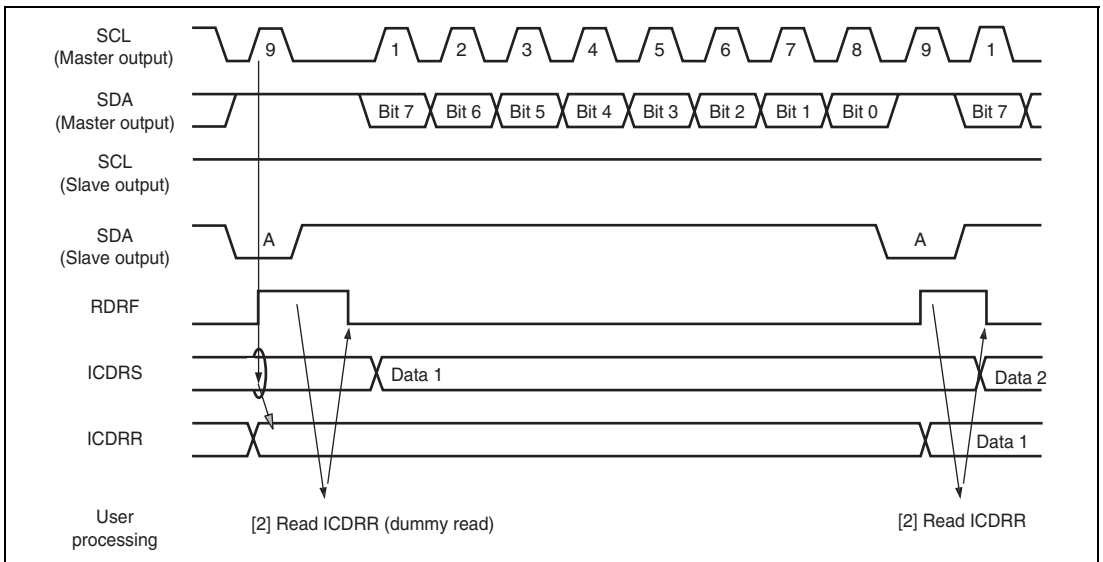 SCL
(Master output)
9 1 2 3 4 5 6 7 8 9 1
SDA
(Master output)
Bit 7 Bit 6 Bit 5 Bit 4 Bit 3 Bit 2 Bit 1 Bit 0 Bit 7
SCL
(Slave output)
SDA
(Slave output)
A A
RDRF
ICDRS
Data 1 Data 2
ICDRR
Data 1
User
processing
[2] Read ICDRR (dummy read) [2] Read ICDRR